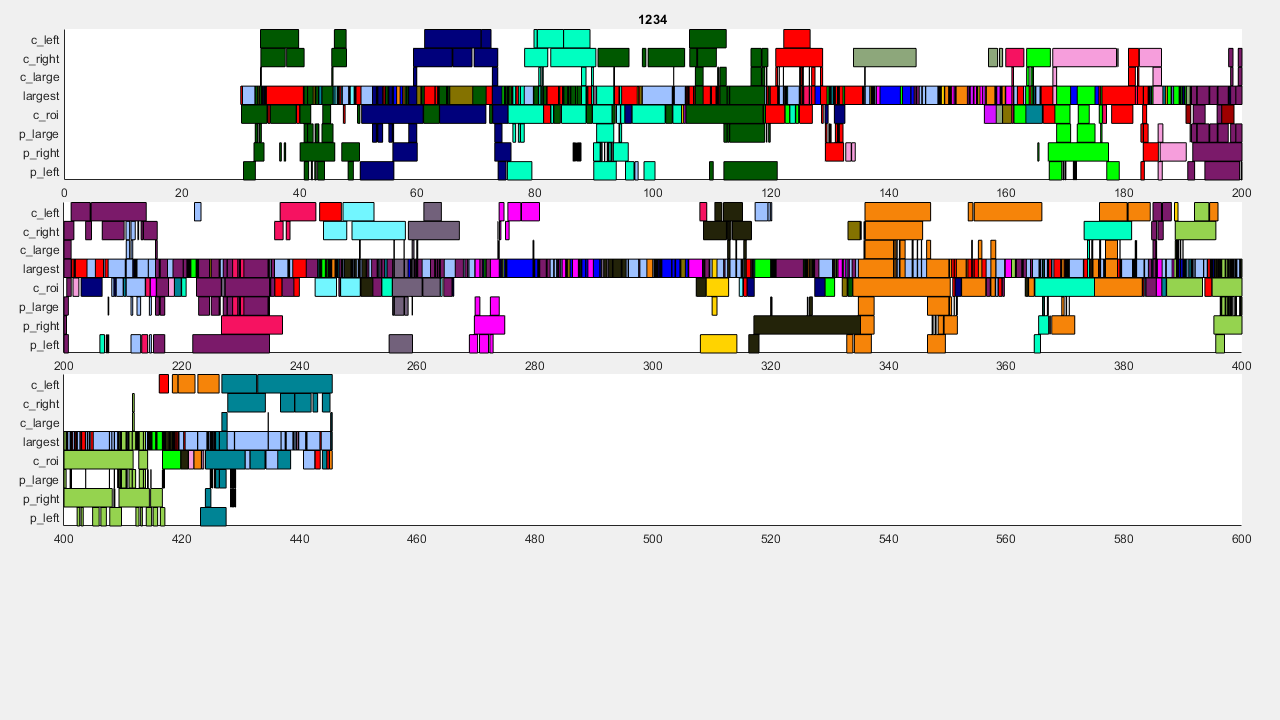 1234
c_left
c_right
c_large
largest
c_roi
p_large
p_right
p_left
0 20 40 60 80 100 120 140 160 180 200
c_left
c_right
c_large
largest
c_roi
p_large
p_right
p_left
200 220 240 260 280 300 320 340 360 380 400
c_left
c_right
c_large
largest
c_roi
p_large
p_right
p_left
400 420 440 460 480 500 520 540 560 580 600